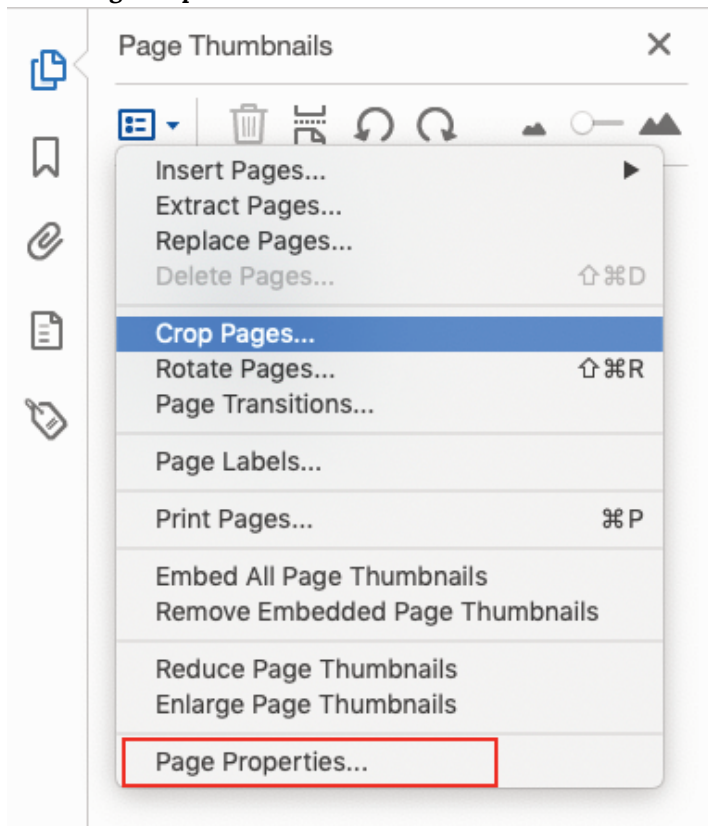 Page Thumbnails
Insert Pages...
Extract Pages...
Replace Pages...
Delete Pages... ⇧⌘D
Crop Pages...
Rotate Pages... ⇧⌘R
Page Transitions...
Page Labels...
Print Pages... ⌘P
Embed All Page Thumbnails
Remove Embedded Page Thumbnails
Reduce Page Thumbnails
Enlarge Page Thumbnails
Page Properties...